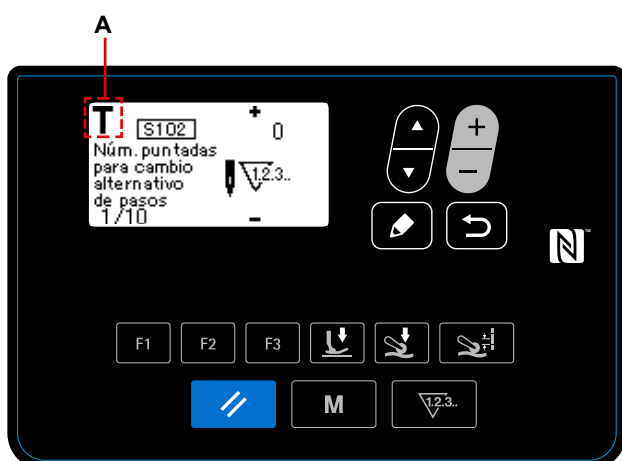 A
T S102 + 0
Núm.puntadas
para cambio
alternativo
de pasos
1.2.3..
1/10 -
+
-
N™
F1 F2 F3
M 1.2.3..